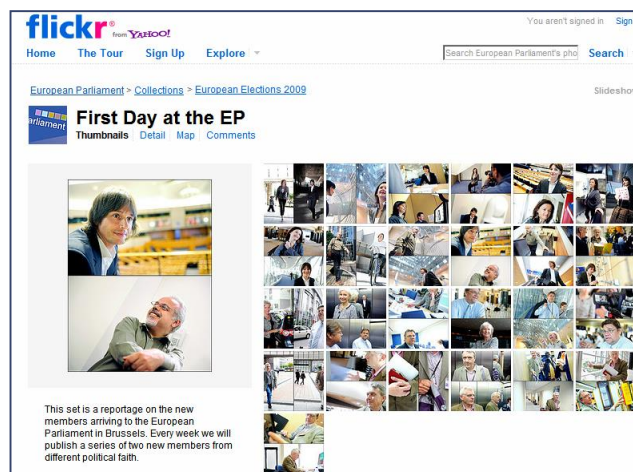 flickr from YAHOO!
You aren't signed in Sign
Home The Tour Sign Up Explore
Search European Parliament's pho Search
European Parliament > Collections > European Elections 2009
Slideshow
arliament
First Day at the EP
Thumbnails Detail Map Comments
This set is a reportage on the new
members arriving to the European
Parliament in Brussels. Every week we will
publish a series of two new members from
different political faith.